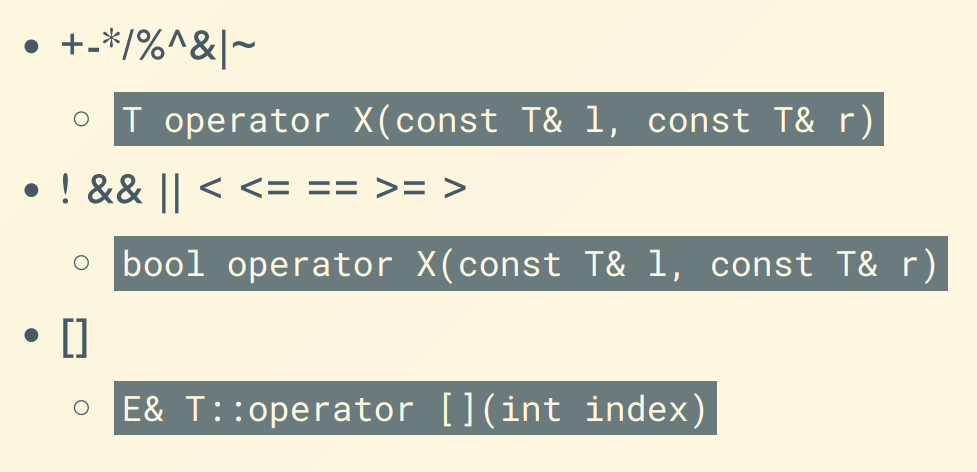 • +-*/%^&|~
○ T operator X(const T& l, const T& r)
• ! && || < <= == >= >
○ bool operator X(const T& l, const T& r)
• []
○ E& T::operator [](int index)